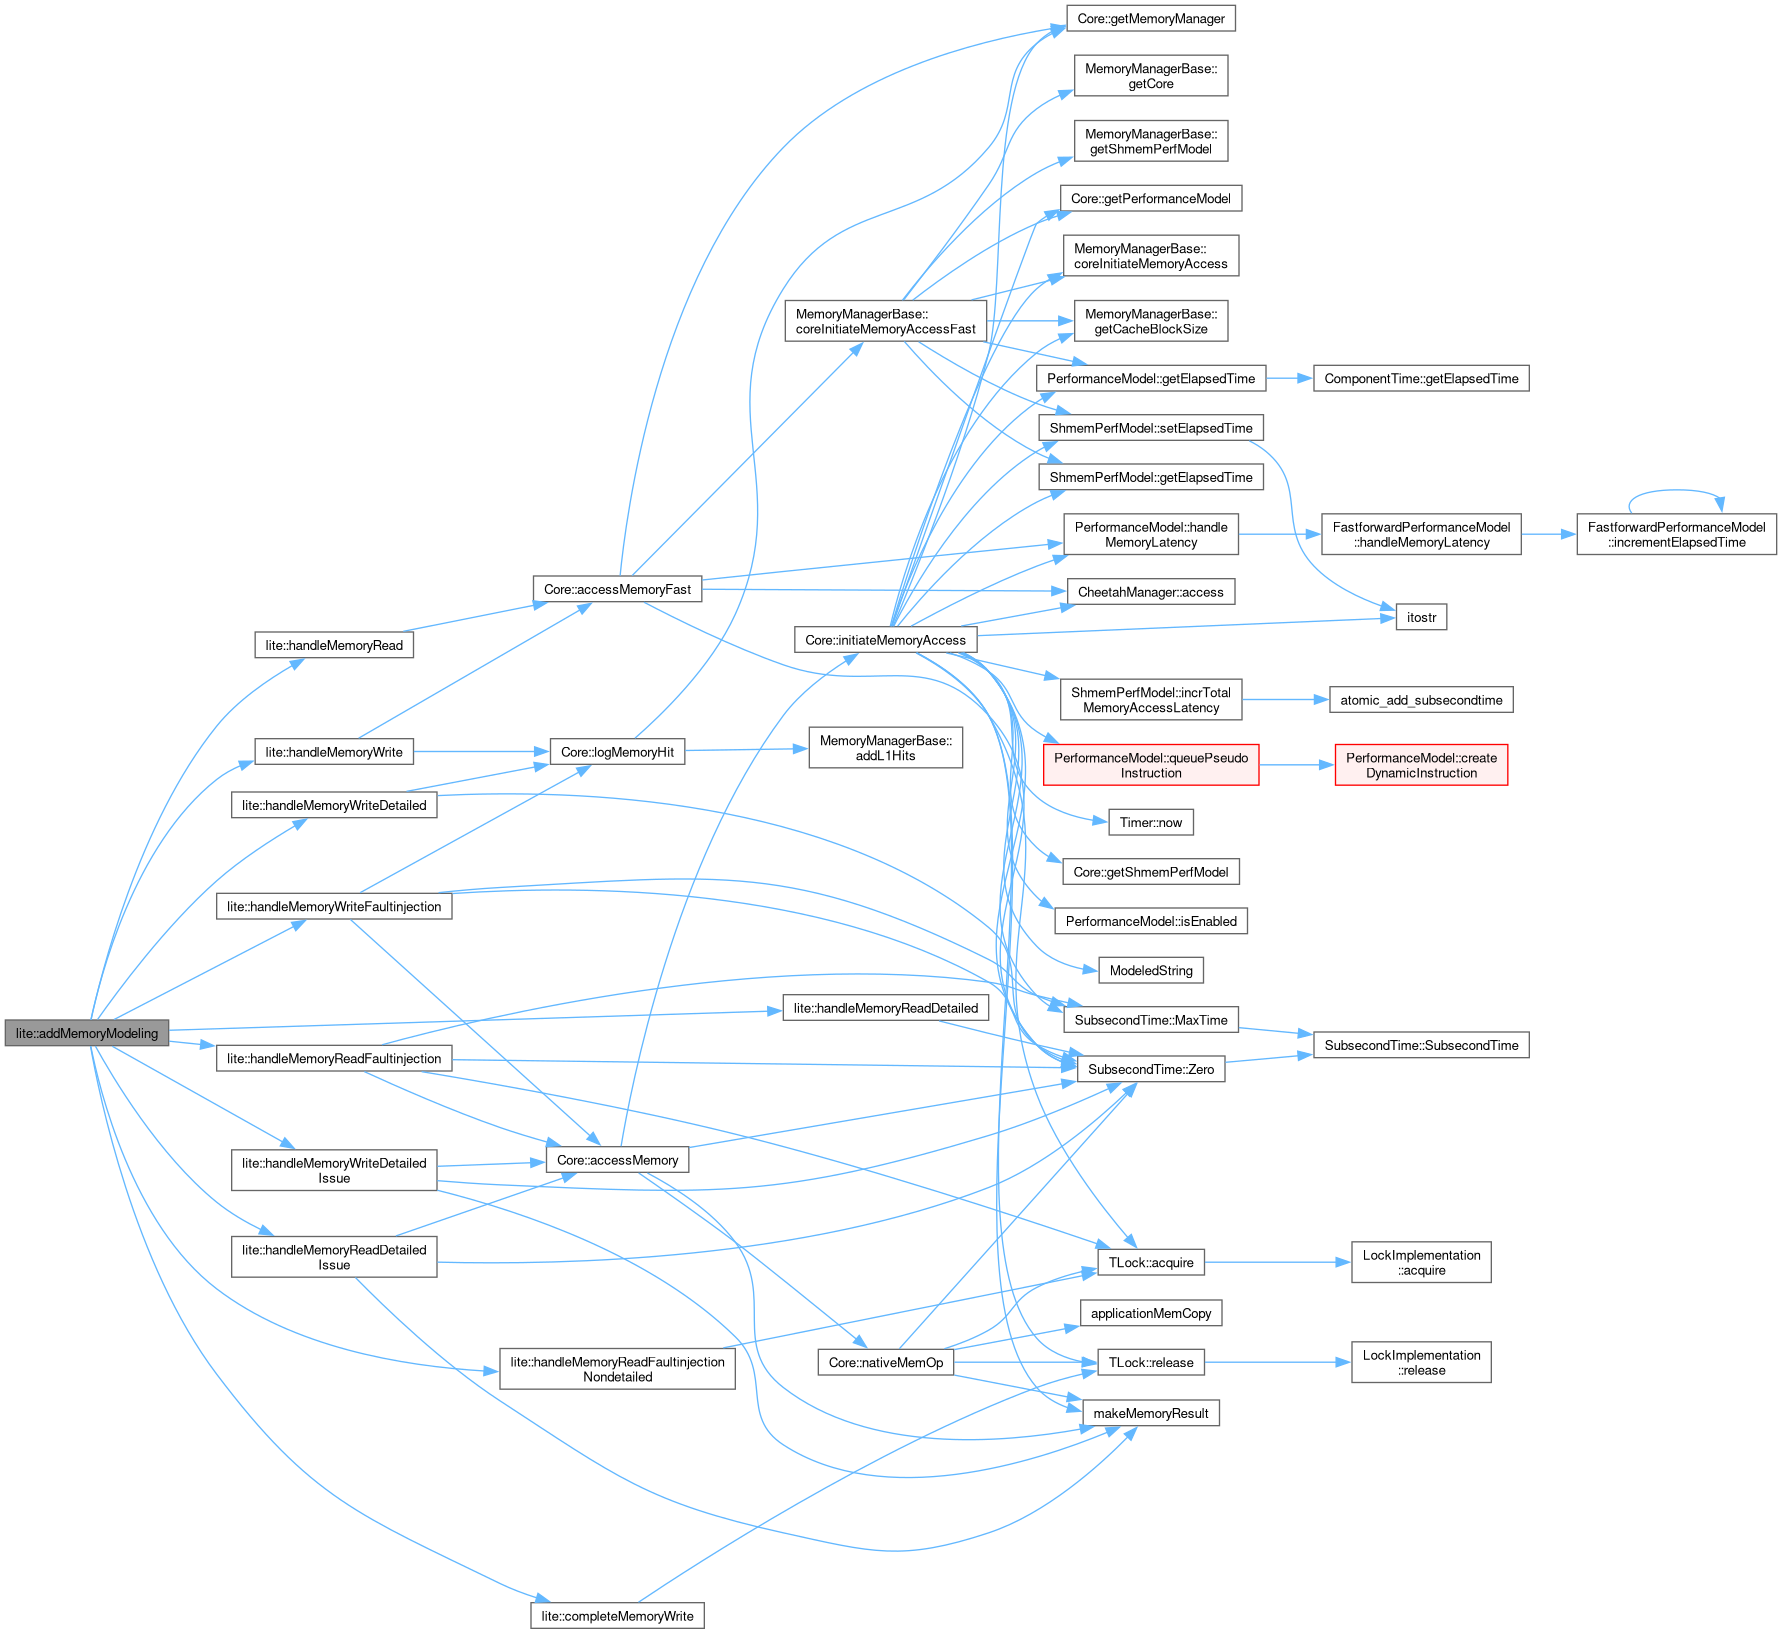 Core::getMemoryManager
MemoryManagerBase::
getCore
MemoryManagerBase::
getShmemPerfModel
Core::getPerformanceModel
MemoryManagerBase::
coreInitiateMemoryAccess
MemoryManagerBase::
coreInitiateMemoryAccessFast
MemoryManagerBase::
getCacheBlockSize
PerformanceModel::getElapsedTime
ComponentTime::getElapsedTime
ShmemPerfModel::setElapsedTime
ShmemPerfModel::getElapsedTime
PerformanceModel::handle
MemoryLatency
FastforwardPerformanceModel
::handleMemoryLatency
FastforwardPerformanceModel
::incrementElapsedTime
Core::accessMemoryFast
CheetahManager::access
itostr
lite::handleMemoryRead
Core::initiateMemoryAccess
ShmemPerfModel::incrTotal
MemoryAccessLatency
atomic_add_subsecondtime
lite::handleMemoryWrite
Core::logMemoryHit
MemoryManagerBase::
addL1Hits
PerformanceModel::queuePseudo
Instruction
PerformanceModel::create
DynamicInstruction
lite::handleMemoryWriteDetailed
Timer::now
Core::getShmemPerfModel
lite::handleMemoryWriteFaultinjection
PerformanceModel::isEnabled
ModeledString
lite::handleMemoryReadDetailed
SubsecondTime::MaxTime
lite::addMemoryModeling
SubsecondTime::SubsecondTime
lite::handleMemoryReadFaultinjection
SubsecondTime::Zero
lite::handleMemoryWriteDetailed
Issue
Core::accessMemory
lite::handleMemoryReadDetailed
Issue
TLock::acquire
LockImplementation
::acquire
applicationMemCopy
lite::handleMemoryReadFaultinjection
Nondetailed
Core::nativeMemOp
TLock::release
LockImplementation
::release
makeMemoryResult
lite::completeMemoryWrite